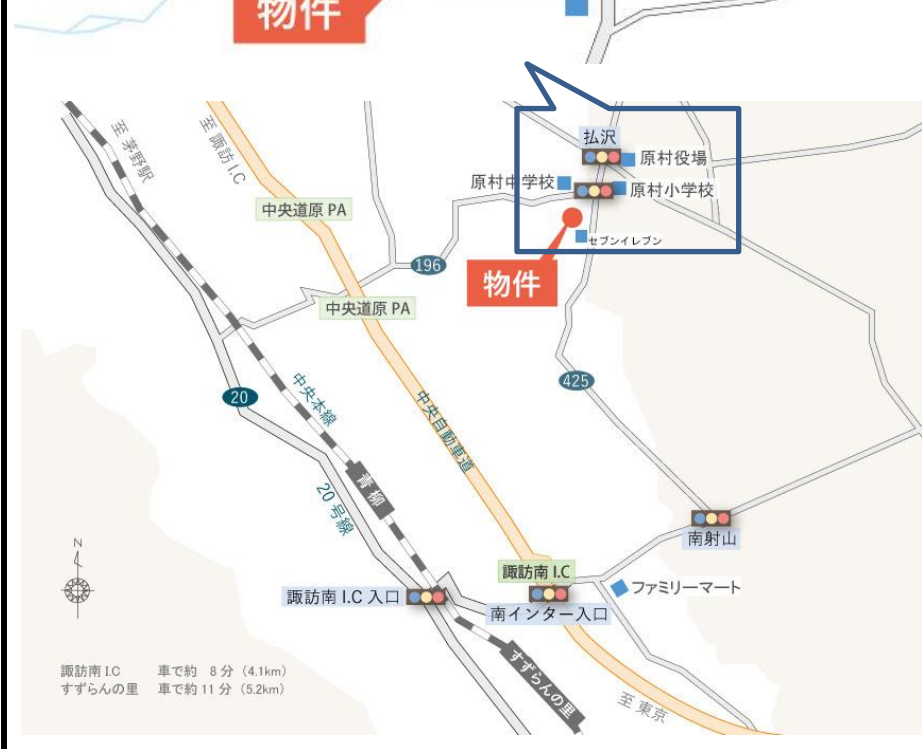 物件
至 茅野駅
至 諏訪I.C
払沢
原村役場
原村中学校
原村小学校
中央道原 PA
セブンイレブン
196
物件
中央道原 PA
425
20
中央本線
中央自動車道
青柳
20 号線
南射山
N
諏訪南 I.C
ファミリーマート
諏訪南 I.C 入口
南インター入口
すずらんの里
至 東京
諏訪南 I.C 車で約 8 分（4.1km）
すずらんの里 車で約 11 分（5.2km）